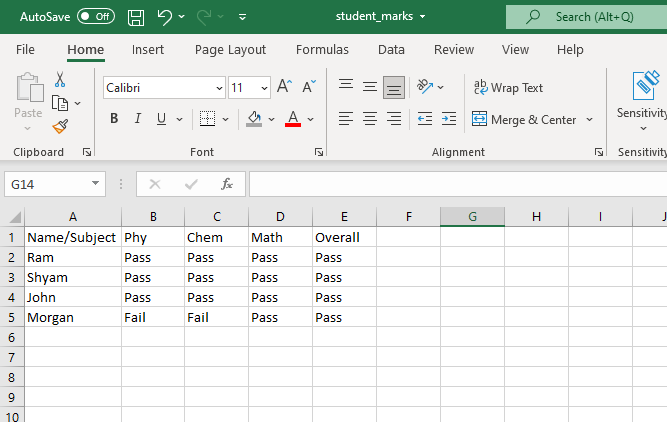 AutoSave Off student_marks Search (Alt+Q)
File Home Insert Page Layout Formulas Data Review View Help
Calibri 11 A^ A ab Wrap Text
Paste B I U A Merge & Center Sensitivity
Clipboard Font Alignment Sensitivity
G14 fx
A B C D E F G H I J
1 Name/Subject Phy Chem Math Overall
2 Ram Pass Pass Pass Pass
3 Shyam Pass Pass Pass Pass
4 John Pass Pass Pass Pass
5 Morgan Fail Fail Pass Pass
6
7
8
9
10